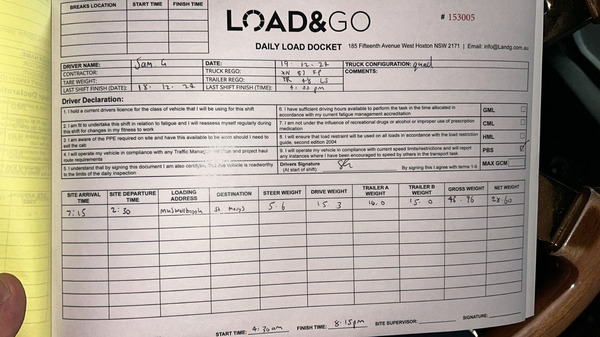 BREAKS LOCATION START TIME FINISH TIME
LOAD&GO
# 153005
DAILY LOAD DOCKET 185 Fifteenth Avenue West Hoxton NSW 2171 | Email: info@Landg.com.au
DRIVER NAME: Sam G DATE: 19.12.24 TRUCK CONFIGURATION: quad
CONTRACTOR: TRUCK REGO: COMMENTS:
TARE WEIGHT: TRAILER REGO:
LAST SHIFT FINISH (DATE): 18.12.24 LAST SHIFT FINISH (TIME): 4.00 pm
Driver Declaration:
1. I hold a current drivers licence for the class of vehicle that I will be using for this shift
2. I am fit to undertake this shift in relation to fatigue and I will reassess myself regularly during this shift for changes in my fitness to work
3. I am aware of the PPE required on site and have this available to be worn should I need to exit the cab
4. I will operate my vehicle in compliance with any Traffic Management and project haul route requirements
5. I understand that by signing this document I am also certifying that the vehicle is roadworthy to the limits of the daily inspection
6. I have sufficient driving hours available to perform the task in the time allocated in accordance with my current fatigue management accreditation
7. I am not under the influence of recreational drugs or alcohol or improper use of prescription medication
8. I will ensure that load restraint will be used on all loads in accordance with the load restraint guide, second edition 2004
9. I will operate my vehicle in compliance with current speed limits/restrictions and will report any instances where I have been encouraged to speed by others in the transport task
Drivers Signature
(At start of shift) By signing this I agree with terms 1-9
GML
CML
HML
PBS
MAX GCM
SITE ARRIVAL TIME SITE DEPARTURE TIME LOADING ADDRESS DESTINATION STEER WEIGHT DRIVE WEIGHT TRAILER A WEIGHT TRAILER B WEIGHT GROSS WEIGHT NET WEIGHT
7:15 2:30 Muswellbrook St Marys 5.6 15.3 15.0
START TIME: 4:30am FINISH TIME: 8:15pm SITE SUPERVISOR: SIGNATURE: